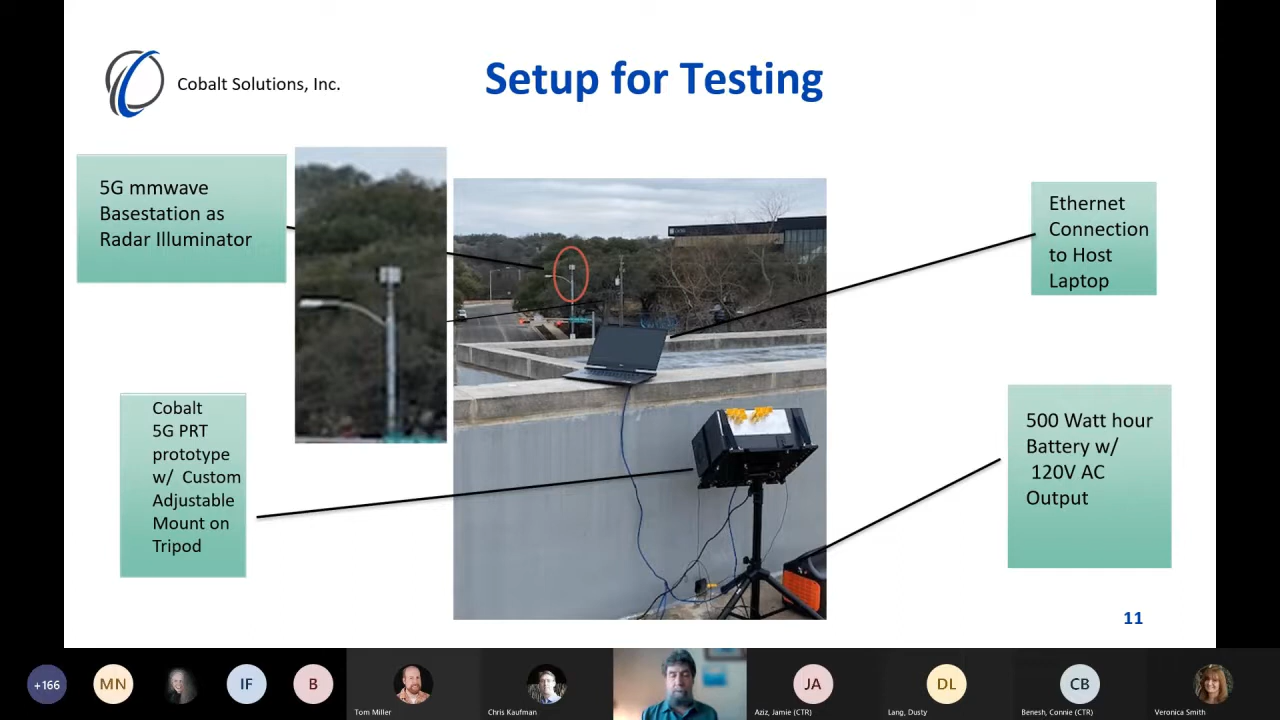 Cobalt Solutions, Inc.
Setup for Testing
5G mmwave
Basestation as
Radar Illuminator
Ethernet
Connection
to Host
Laptop
Cobalt
5G PRT
prototype
w/ Custom
Adjustable
Mount on
Tripod
500 Watt hour
Battery w/
120V AC
Output
11
+166
MN
IF
B
JA
DL
CB
Tom Miller
Chris Kaufman
Aziz, Jamie (CTR)
Lang, Dusty
Benesh, Connie (CTR)
Veronica Smith